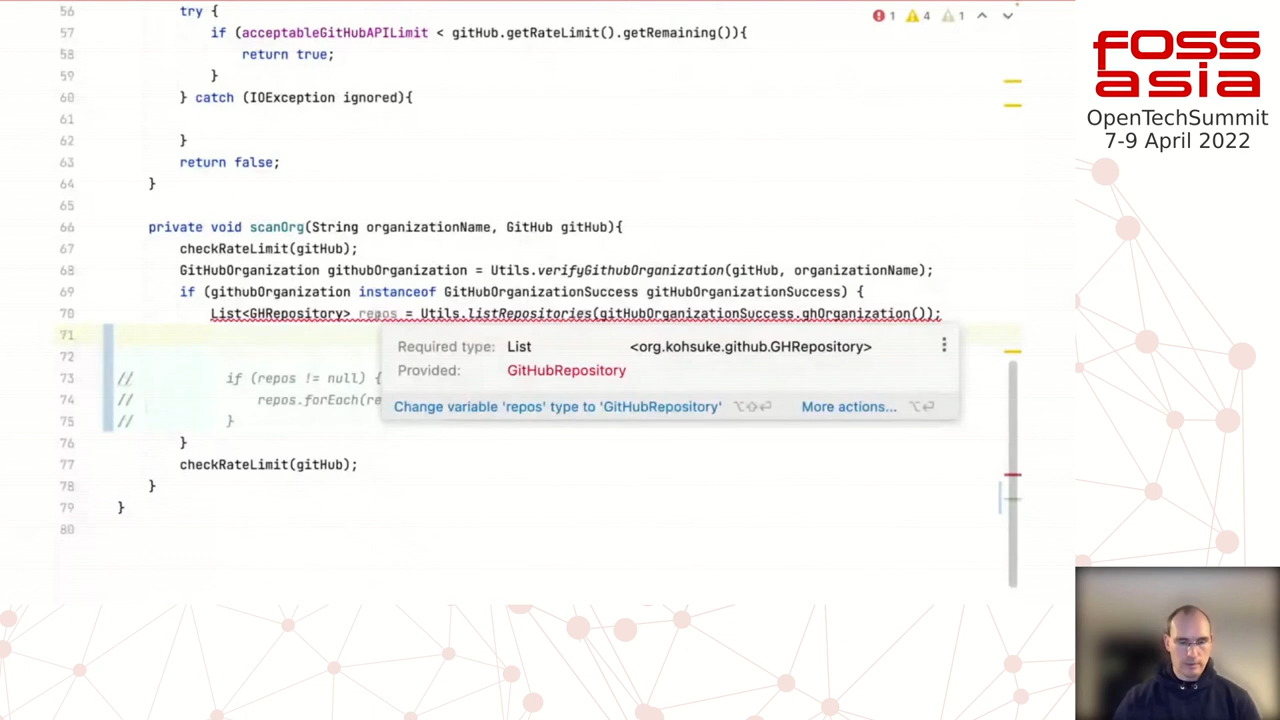 56 try {
57 if (acceptableGitHubAPILimit < gitHub.getRateLimit().getRemaining()){
58 return true;
59 }
60 } catch (IOException ignored){
61
62 }
63 return false;
64 }
65
66 private void scanOrg(String organizationName, GitHub gitHub){
67 checkRateLimit(gitHub);
68 GitHubOrganization githubOrganization = Utils.verifyGithubOrganization(gitHub, organizationName);
69 if (githubOrganization instanceof GitHubOrganizationSuccess gitHubOrganizationSuccess) {
70 List<GHRepository> repos = Utils.listRepositories(gitHubOrganizationSuccess.ghOrganization());
71
72
73 // if (repos != null) {
74 // repos.forEach(re
75 // }
76 }
77 checkRateLimit(gitHub);
78 }
79 }
80
1 4 1
Required type: List <org.kohsuke.github.GHRepository>
Provided: GitHubRepository
Change variable 'repos' type to 'GitHubRepository' ⌥⇧⏎ More actions... ⌥⏎
FOSS
asia
OpenTechSummit
7-9 April 2022